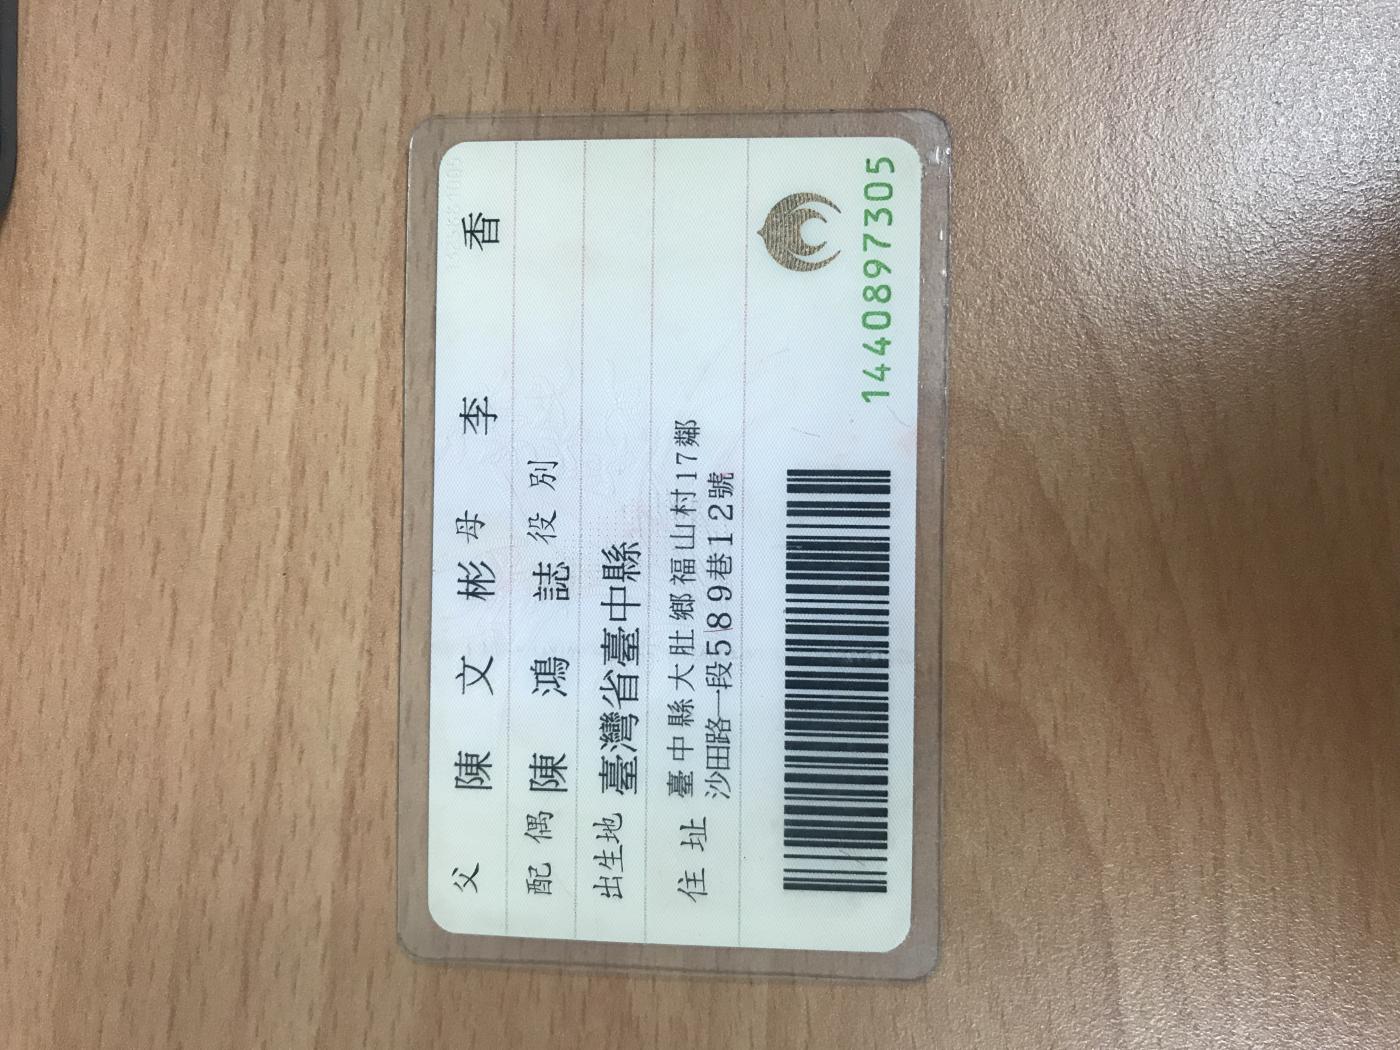 父 陳文彬 母 李香
配偶 陳鴻誌 役別
出生地 臺灣省臺中縣
住址 臺中縣大肚鄉福山村17鄰
沙田路一段589巷12號
1440897305